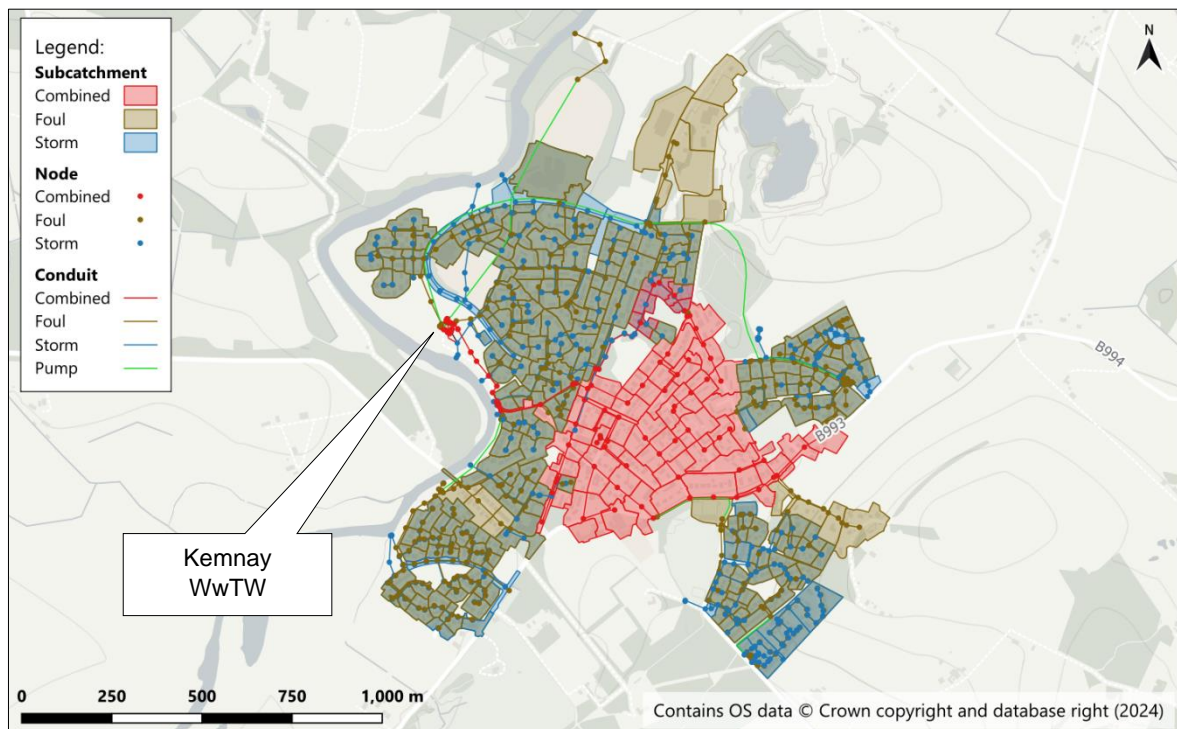 Legend:
Subcatchment
Combined
Foul
Storm
Node
Combined
Foul
Storm
Conduit
Combined
Foul
Storm
Pump
N
B994
B993
Kemnay
WwTW
0 250 500 750 1,000 m
Contains OS data © Crown copyright and database right (2024)